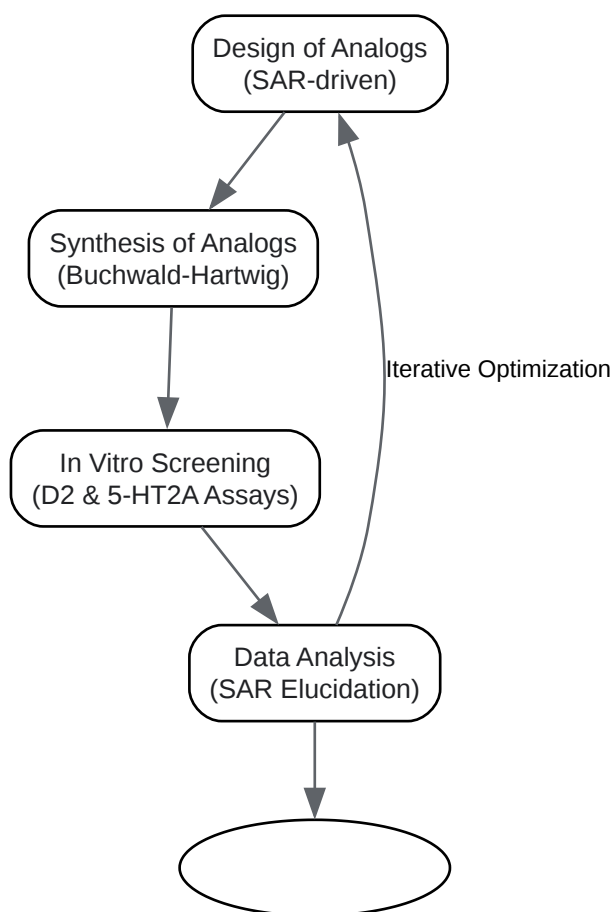 Design of Analogs
(SAR-driven)
Synthesis of Analogs
(Buchwald-Hartwig)
Iterative Optimization
In Vitro Screening
(D2 & 5-HT2A Assays)
Data Analysis
(SAR Elucidation)